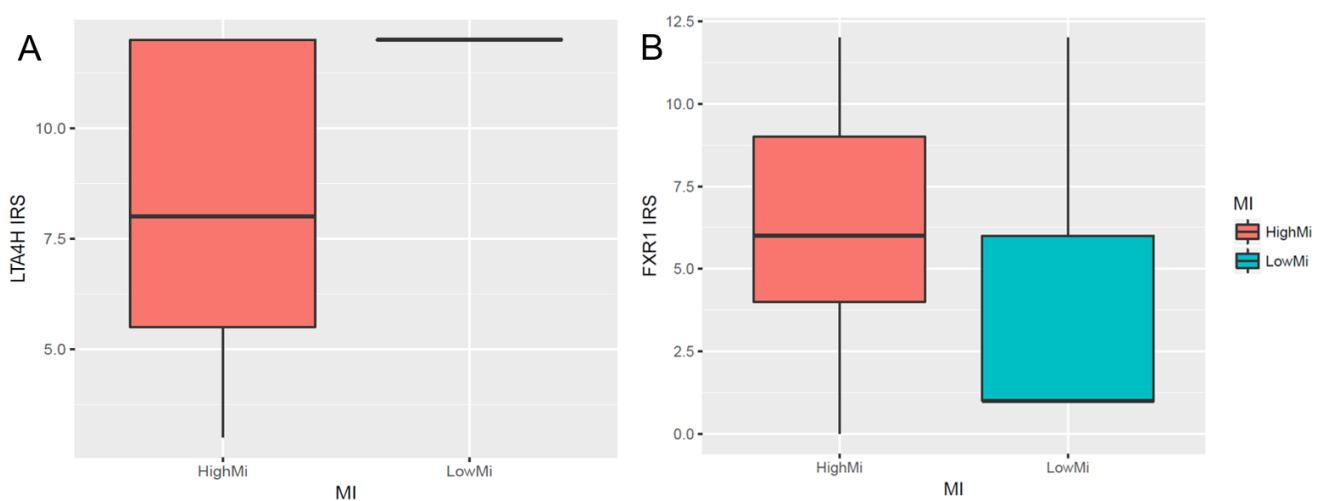 A
LTA4H IRS
10.0
7.5
5.0
HighMi
LowMi
MI
B
FXR1 IRS
12.5
10.0
7.5
5.0
2.5
0.0
HighMi
LowMi
MI
MI
HighMi
LowMi